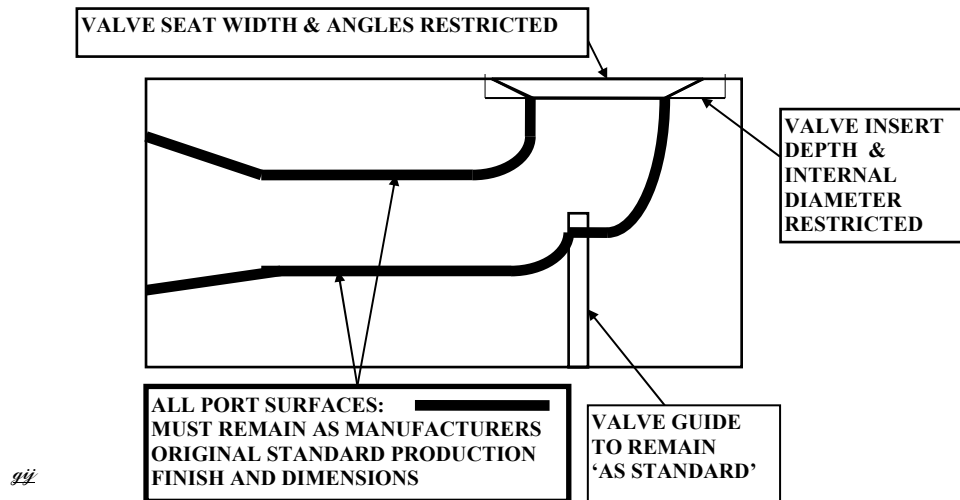 VALVE SEAT WIDTH & ANGLES RESTRICTED
VALVE INSERT
DEPTH &
INTERNAL
DIAMETER
RESTRICTED
ALL PORT SURFACES:
MUST REMAIN AS MANUFACTURERS
ORIGINAL STANDARD PRODUCTION
FINISH AND DIMENSIONS
VALVE GUIDE
TO REMAIN
‘AS STANDARD’
gij